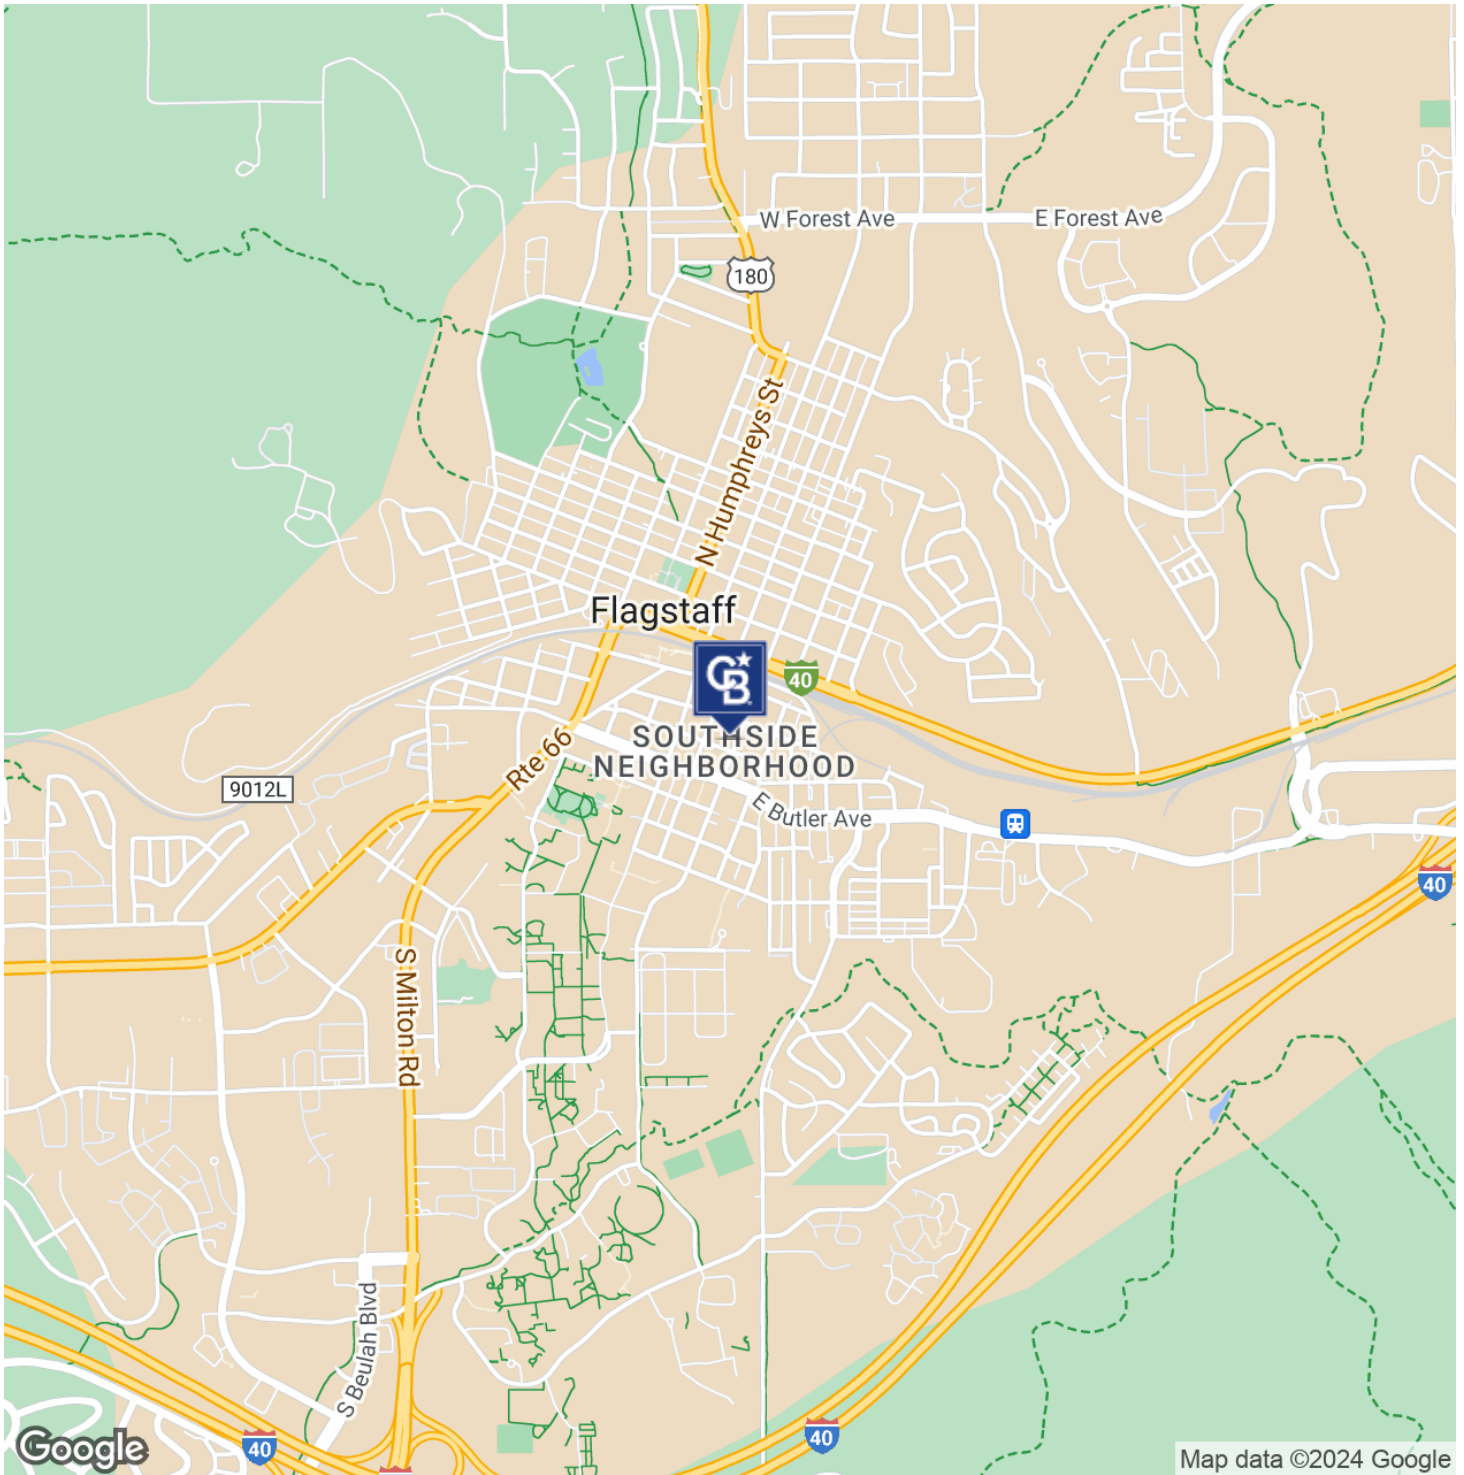 W Forest Ave
E Forest Ave
180
N Humphreys St
Flagstaff
CB
40
SOUTHSIDE
NEIGHBORHOOD
Rte 66
9012L
E Butler Ave
40
S Milton Rd
S Beulah Blvd
40
40
Google
Map data ©2024 Google